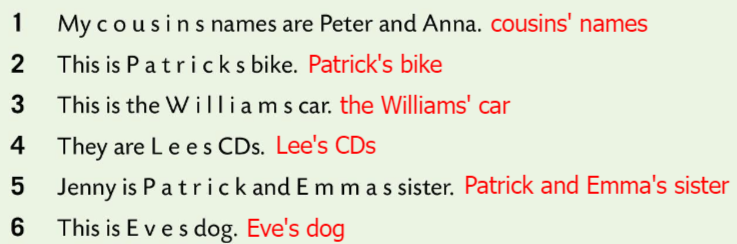 1 My c o u s i n s names are Peter and Anna. cousins' names
2 This is P a t r i c k s bike. Patrick's bike
3 This is the W i l l i a m s car. the Williams' car
4 They are L e e s CDs. Lee's CDs
5 Jenny is P a t r i c k and E m m a s sister. Patrick and Emma's sister
6 This is E v e s dog. Eve's dog